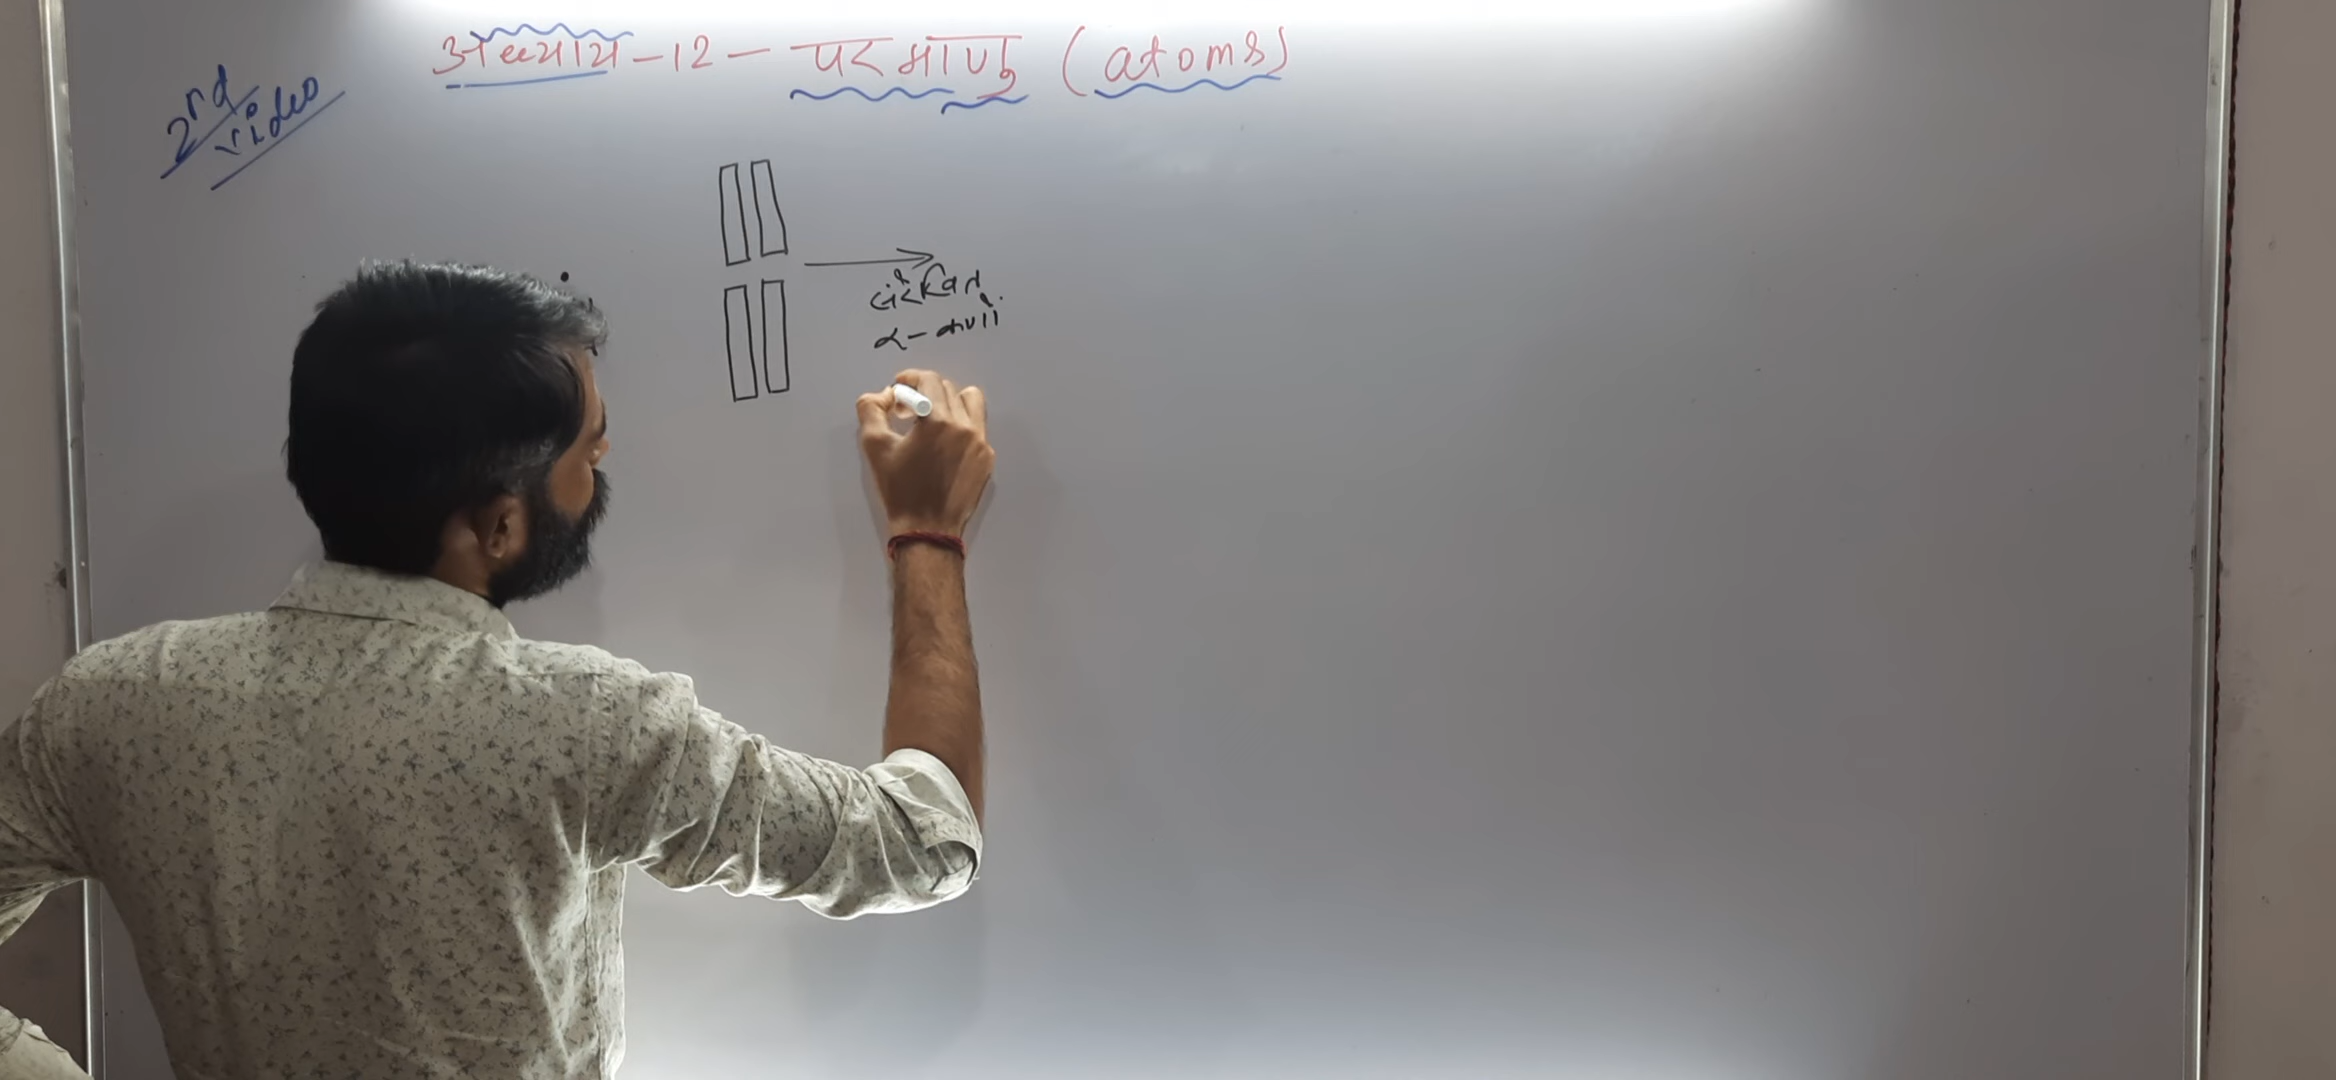 अध्याय - 12 - परमाणु (atoms)
2nd
video
संरेखित
α - कणों